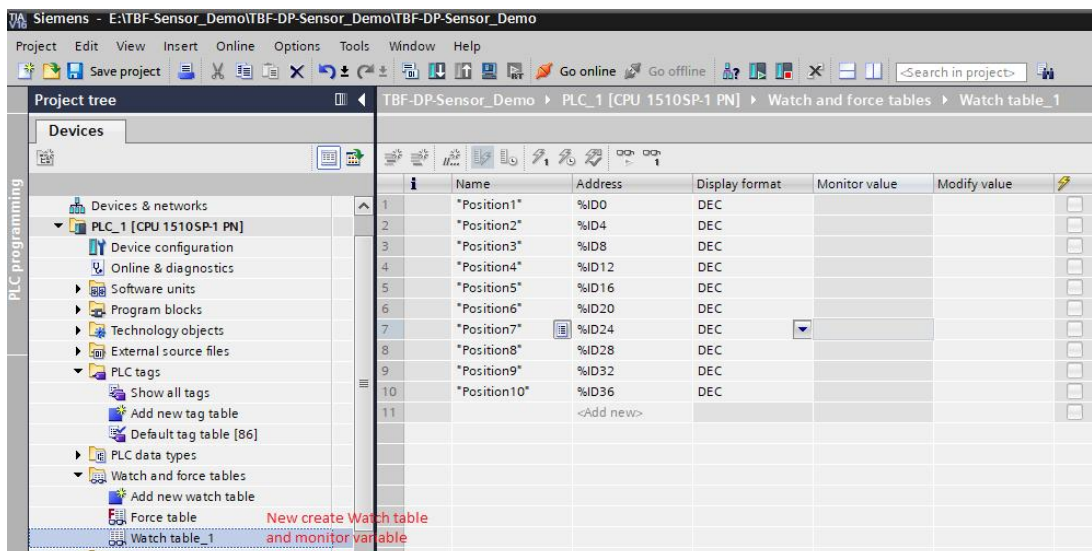 Siemens - E:\TBF-Sensor_Demo\TBF-DP-Sensor_Demo\TBF-DP-Sensor_Demo
Project Edit View Insert Online Options Tools Window Help
Save project Go online Go offline <Search in project>
Project tree
TBF-DP-Sensor_Demo PLC_1 [CPU 1510SP-1 PN] Watch and force tables Watch table_1
Devices
PLC programming
i Name Address Display format Monitor value Modify value
1 "Position1" %ID0 DEC
2 "Position2" %ID4 DEC
3 "Position3" %ID8 DEC
4 "Position4" %ID12 DEC
5 "Position5" %ID16 DEC
6 "Position6" %ID20 DEC
7 "Position7" %ID24 DEC
8 "Position8" %ID28 DEC
9 "Position9" %ID32 DEC
10 "Position10" %ID36 DEC
11 <Add new>
Devices & networks
PLC_1 [CPU 1510SP-1 PN]
Device configuration
Online & diagnostics
Software units
Program blocks
Technology objects
External source files
PLC tags
Show all tags
Add new tag table
Default tag table [86]
PLC data types
Watch and force tables
Add new watch table
Force table
Watch table_1
New create Watch table
and monitor variable